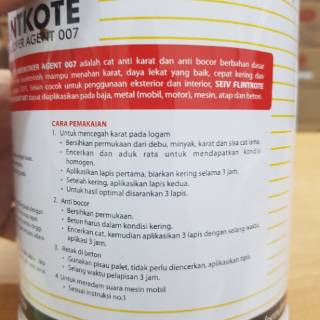 NTKOTE
COVER AGENT 007
COVER AGENT 007 adalah cat anti karat dan anti bocor berbahan dasar
mampu menahan karat, daya lekat yang baik, cepat kering dan
Selain cocok untuk penggunaan eksterior dan interior, SEIV FLINTKOTE
dapat diaplikasikan pada baja, metal (mobil, motor), mesin, atap dan beton.
CARA PEMAKAIAN
1. Untuk mencegah karat pada logam
- Bersihkan permukaan dari debu, minyak, karat dan sisa cat lama.
- Encerkan dan aduk rata untuk mendapatkan kondisi
homogen.
- Aplikasikan lapis pertama, biarkan kering selama 3 jam.
- Setelah kering, aplikasikan lapis kedua.
- Untuk hasil optimal disarankan 3 lapis.
2. Anti bocor
- Bersihkan permukaan.
- Beton harus dalam kondisi kering.
- Encerkan cat, kemudian aplikasikan 3 lapis dengan selang waktu
aplikasi 3 jam.
3. Retak di beton
- Gunakan pisau palet, tidak perlu diencerkan, aplikasikan tipis
- Selang waktu pelapisan 3 jam.
4. Untuk meredam suara mesin mobil
- Sesuai instruksi no.1